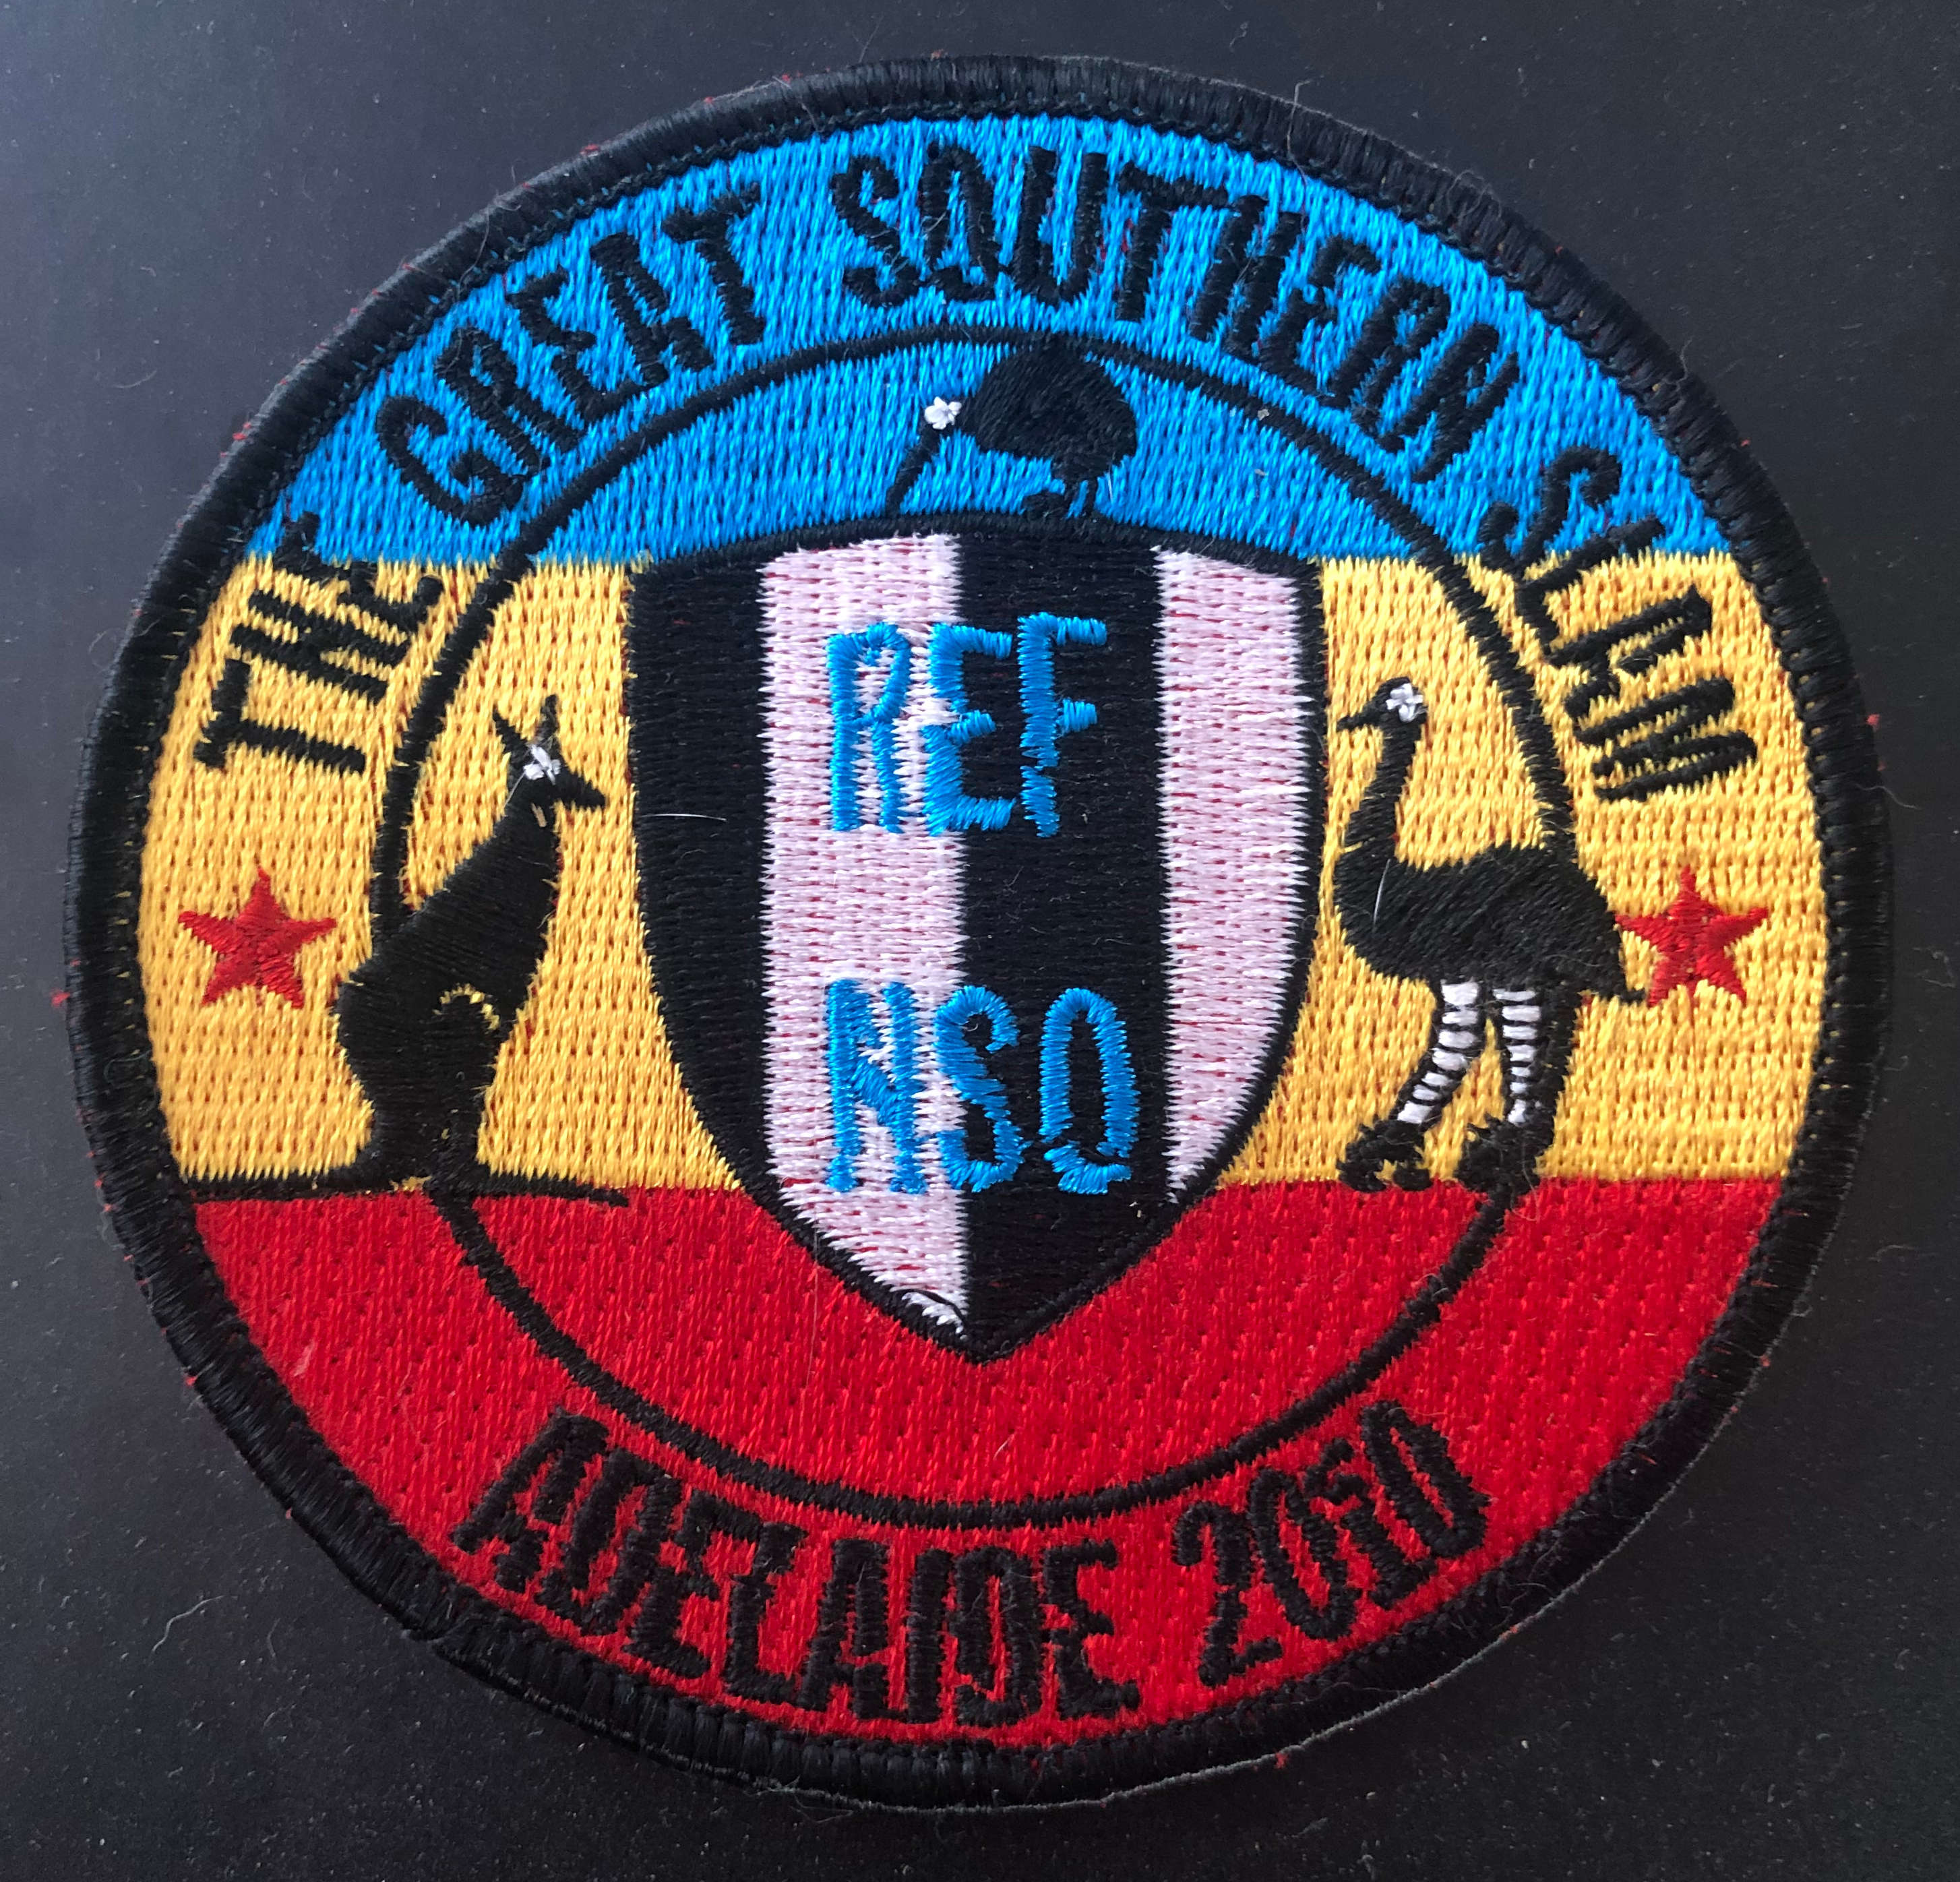 THE GREAT SOUTHERN SLAM
REF
NSO
ADELAIDE 2010